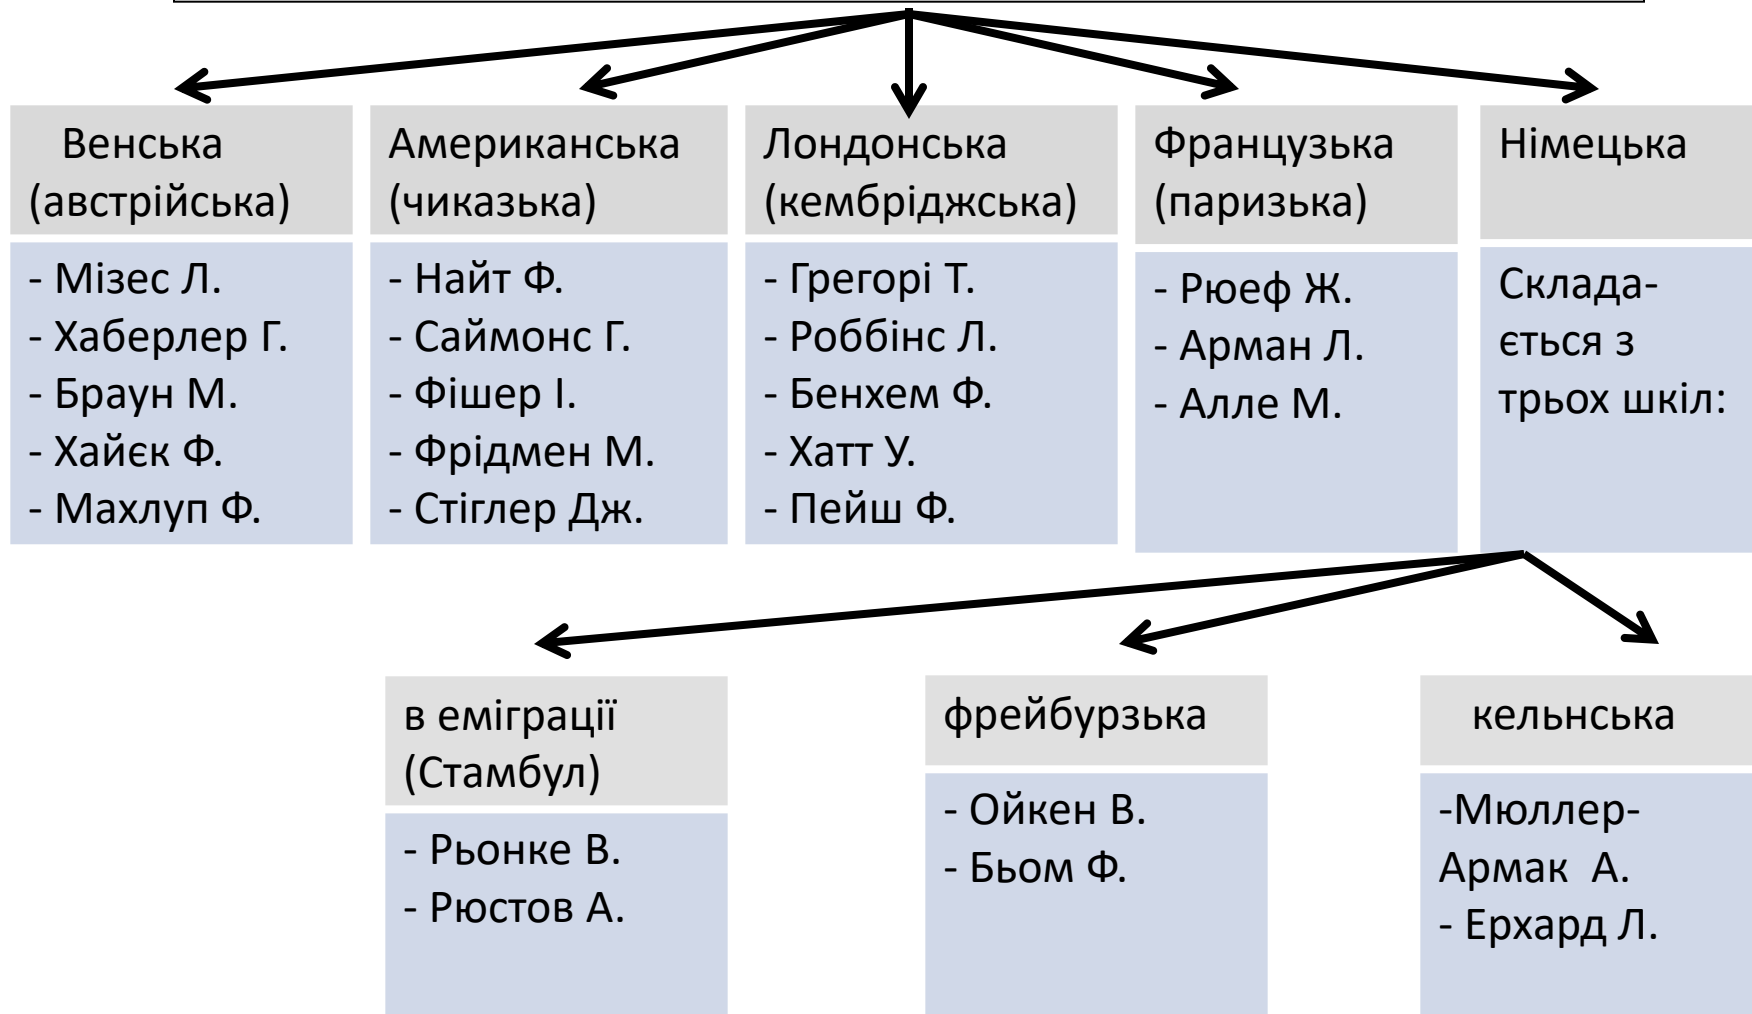 Венська
(австрійська)
- Мізес Л.
- Хаберлер Г.
- Браун М.
- Хайєк Ф.
- Махлуп Ф.
Американська
(чиказька)
- Найт Ф.
- Саймонс Г.
- Фішер І.
- Фрідмен М.
- Стіглер Дж.
Лондонська
(кембріджська)
- Грегорі Т.
- Роббінс Л.
- Бенхем Ф.
- Хатт У.
- Пейш Ф.
Французька
(паризька)
- Рюеф Ж.
- Арман Л.
- Алле М.
Німецька
Склада-
ється з
трьох шкіл:
в еміграції
(Стамбул)
- Рьонке В.
- Рюстов А.
фрейбурзька
- Ойкен В.
- Бьом Ф.
кельнська
-Мюллер-
Армак А.
- Ерхард Л.